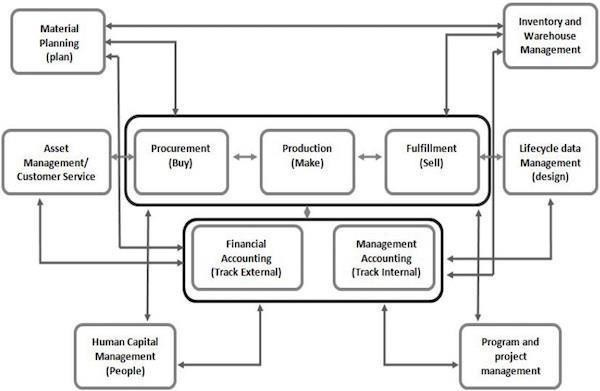 Material
Planning
(plan)
Inventory and
Warehouse
Management
Asset
Management/
Customer Service
Procurement
(Buy)
Production
(Make)
Fulfillment
(Sell)
Lifecycle data
Management
(design)
Financial
Accounting
(Track External)
Management
Accounting
(Track Internal)
Human Capital
Management
(People)
Program and
project
management